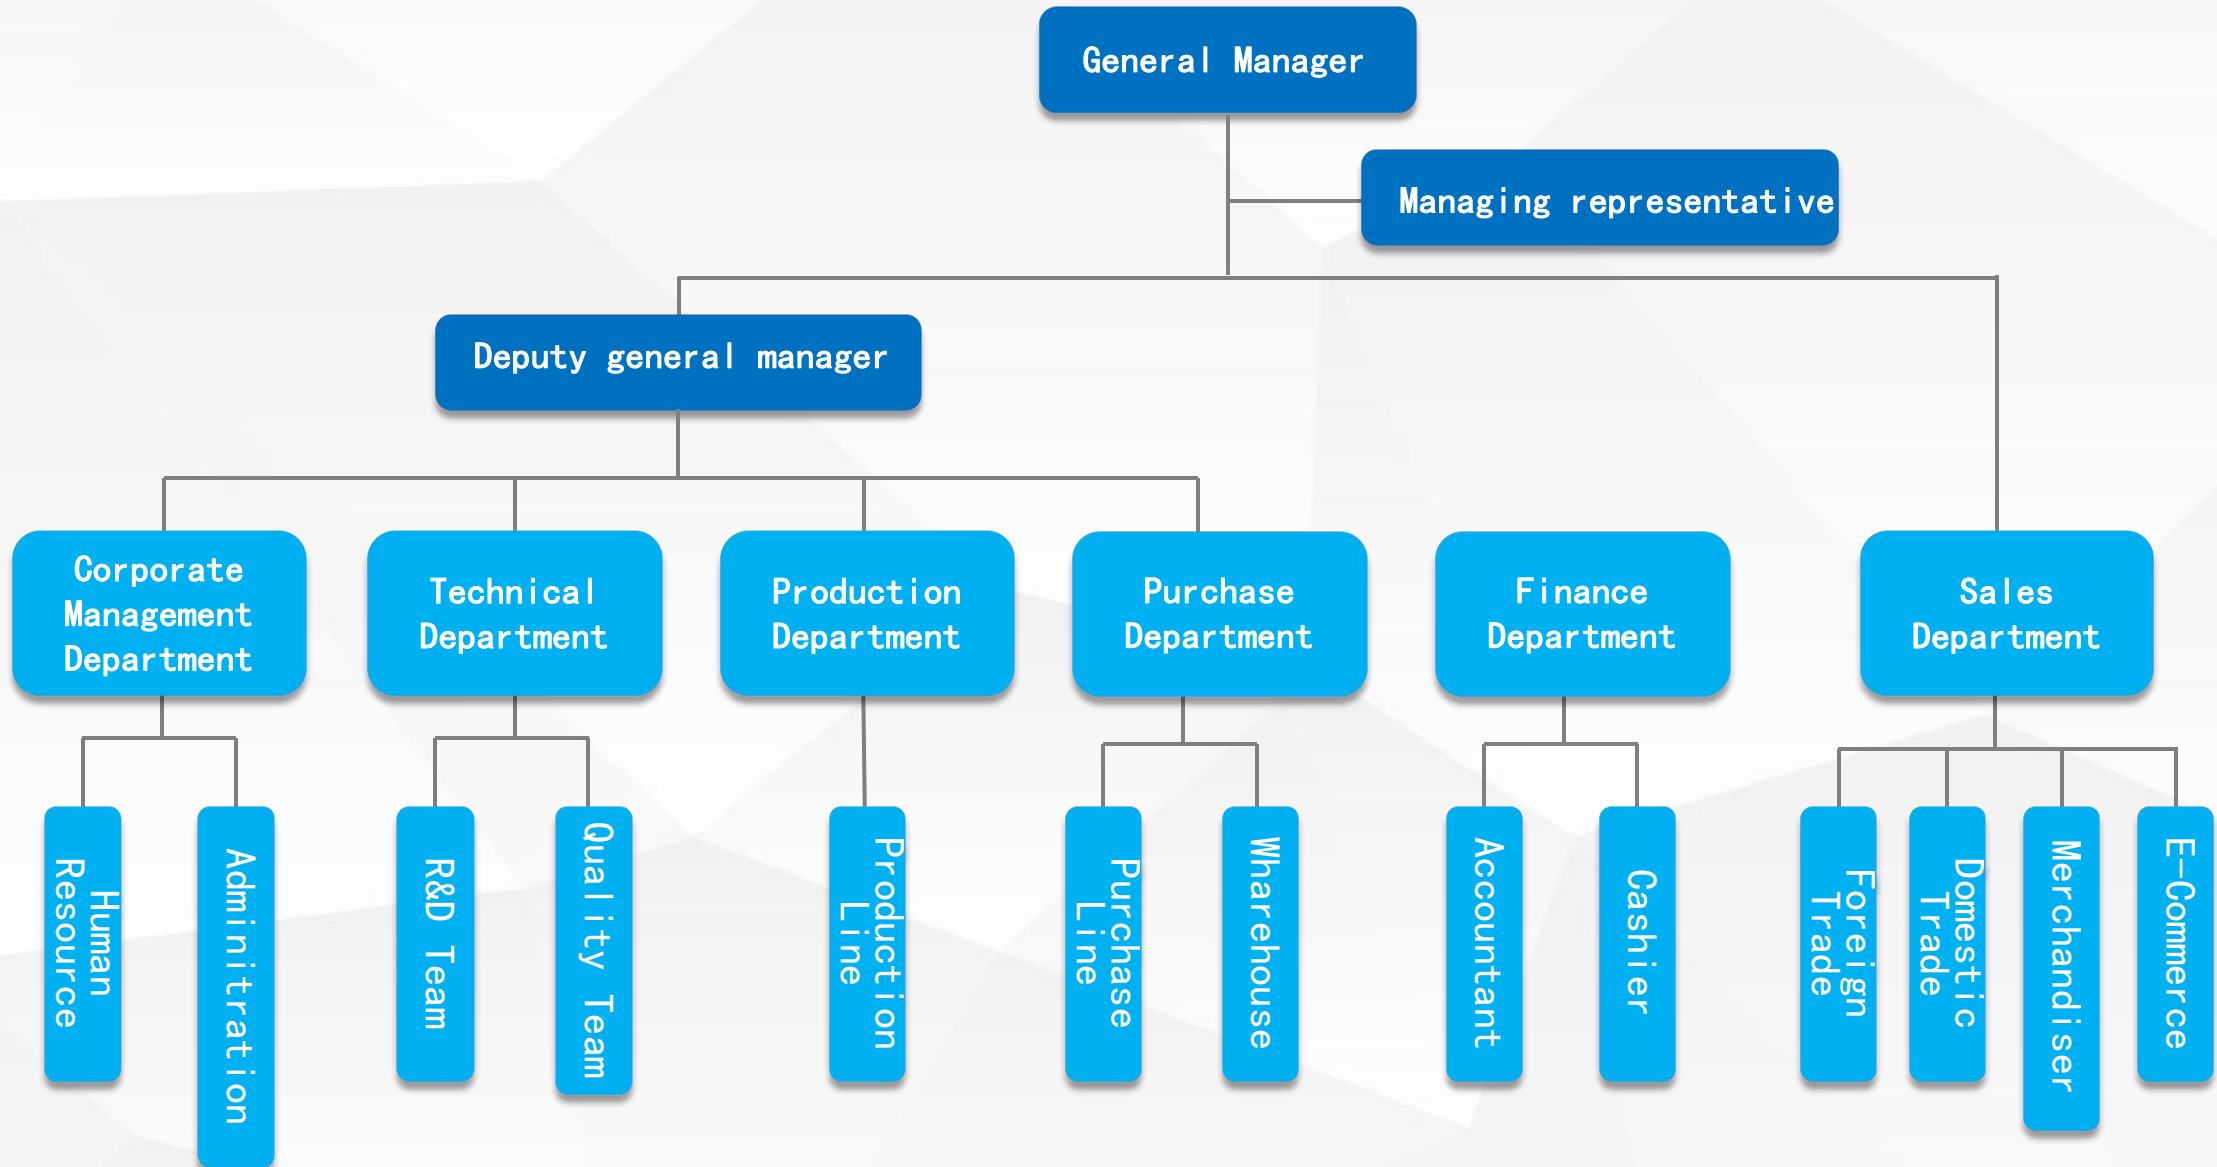 General Manager
Managing representative
Deputy general manager
Corporate
Management
Department
Technical
Department
Production
Department
Purchase
Department
Finance
Department
Sales
Department
Human
Resource
Adminitration
R&D Team
Quality Team
Production
Line
Purchase
Line
Wharehouse
Accountant
Cashier
Foreign
Trade
Domestic
Trade
Merchandiser
E-Commerce